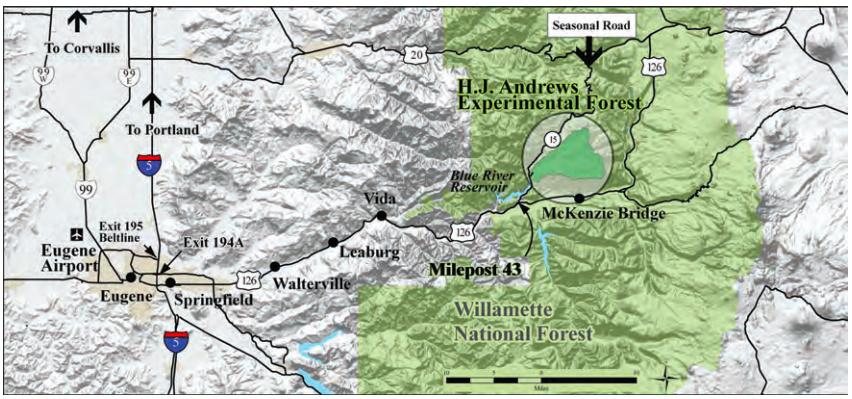 Seasonal Road
To Corvallis
20
99
W
99
E
126
H.J. Andrews
Experimental Forest
To Portland
15
5
Blue River
Reservoir
99
Vida
McKenzie Bridge
Exit 195
Beltline
Exit 194A
126
Eugene
Airport
Leaburg
Milepost 43
126
Walterville
Eugene
Springfield
Willamette
National Forest
5
10 5 0 10
Miles